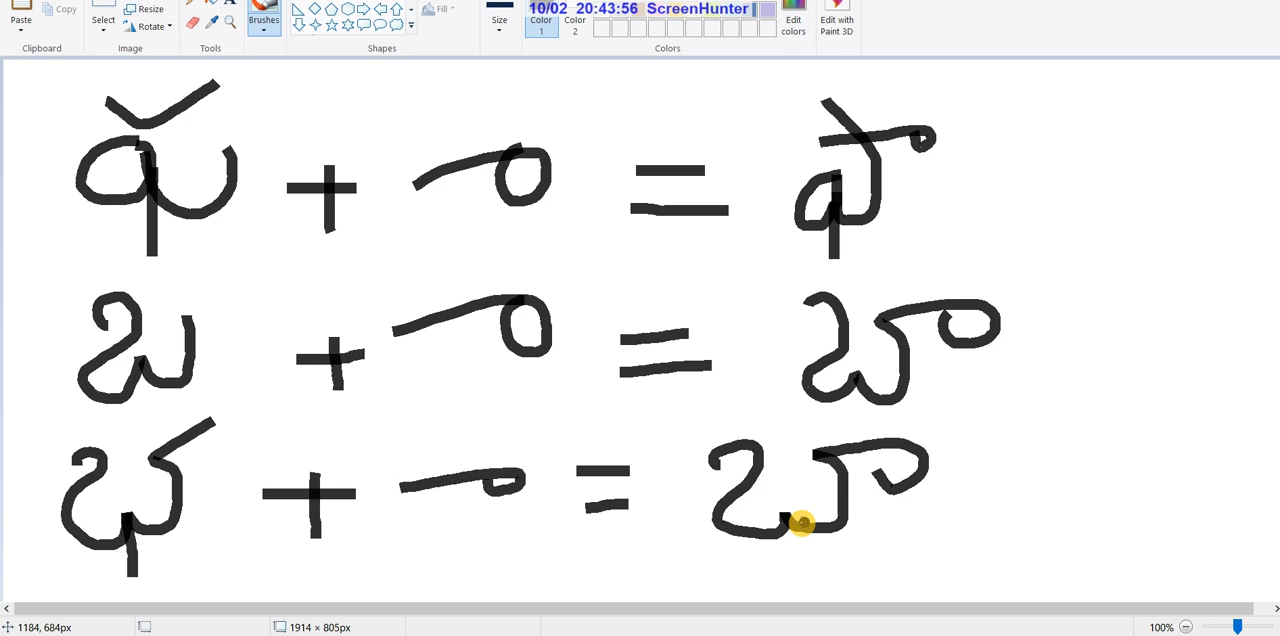 10/02 20:43:56 ScreenHunter
Paste Copy Select Resize Rotate Brushes Fill Size Color 1 Color 2 Edit colors Edit with Paint 3D
Clipboard Image Tools Shapes Colors
ఫ + ా = ఫా
బ + ా = బా
భ + ా = బా
1184, 684px 1914 × 805px 100%